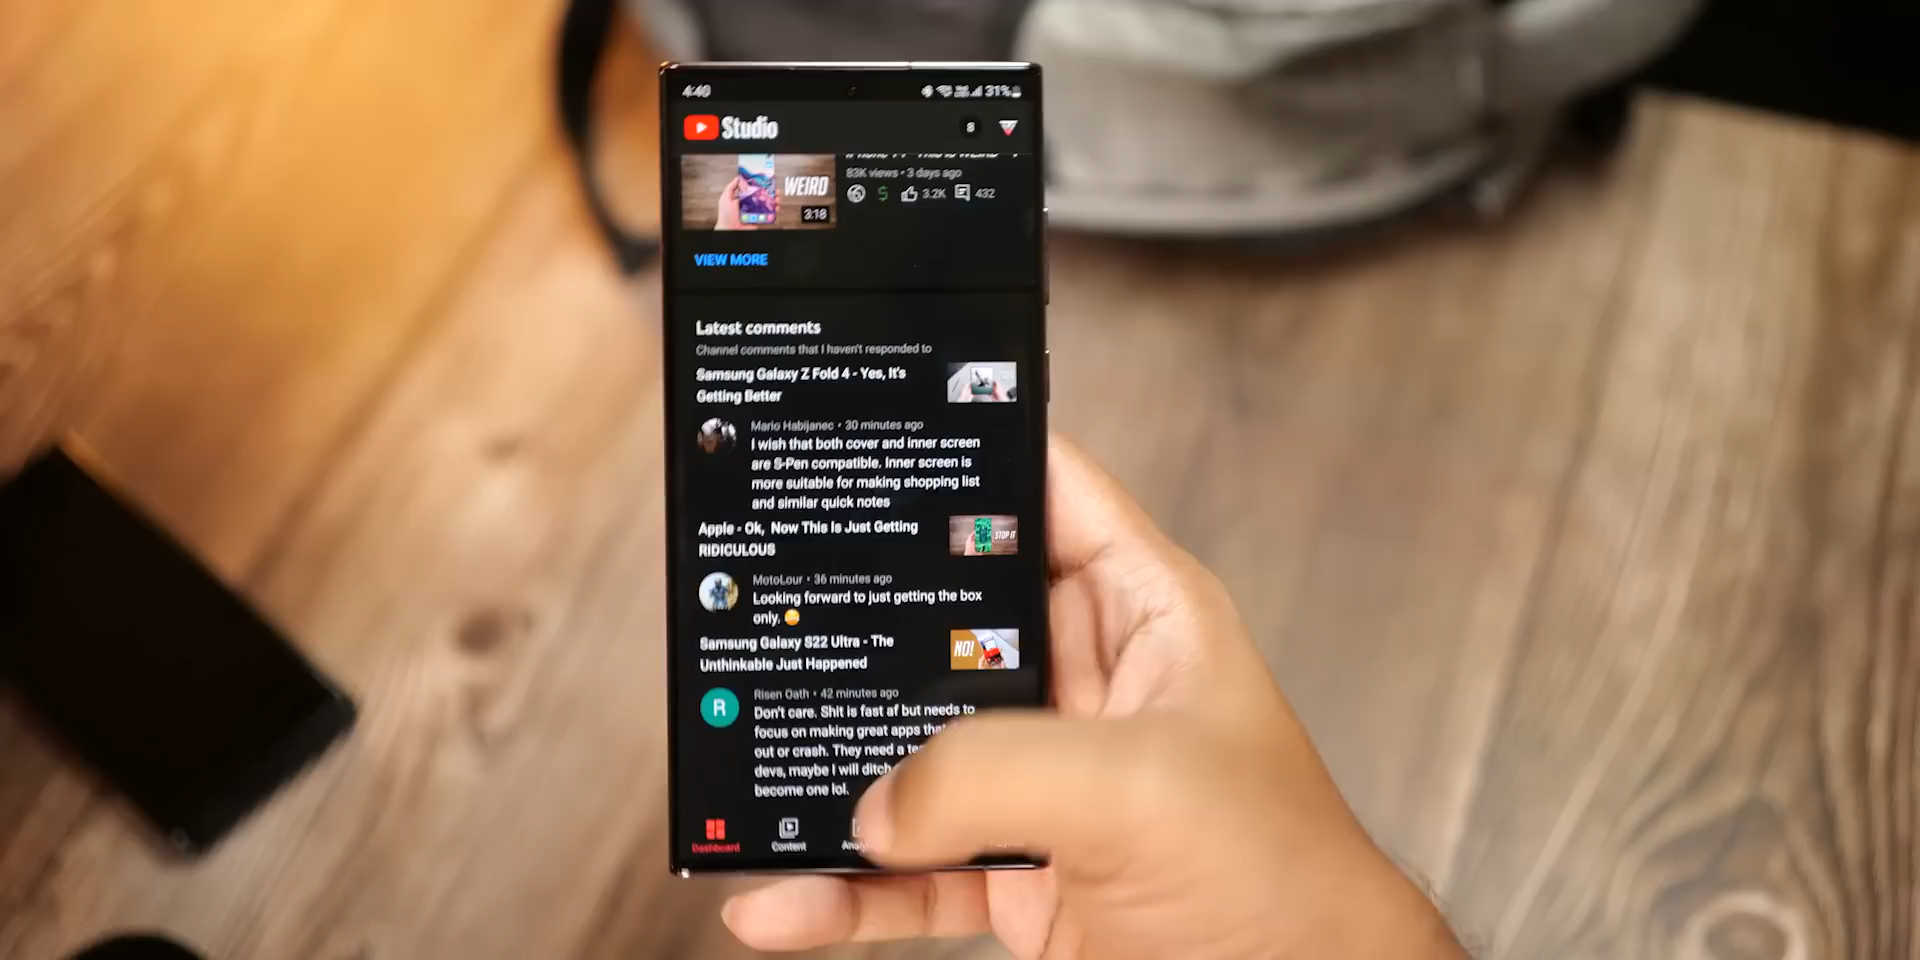 4:40
31%
Studio
8
WEIRD
3:18
83K views • 3 days ago
3.2K
432
VIEW MORE
Latest comments
Channel comments that I haven't responded to
Samsung Galaxy Z Fold 4 - Yes, It's
Getting Better
Mario Habijanec • 30 minutes ago
I wish that both cover and inner screen
are S-Pen compatible. Inner screen is
more suitable for making shopping list
and similar quick notes
Apple - Ok, Now This Is Just Getting
RIDICULOUS
STOP IT
MotoLour • 36 minutes ago
Looking forward to just getting the box
only.
Samsung Galaxy S22 Ultra - The
Unthinkable Just Happened
NO!
R
Risen Oath • 42 minutes ago
Don't care. Shit is fast af but needs to
focus on making great apps
out or crash. They need a
devs, maybe I will ditch
become one lol.
Dashboard
Content